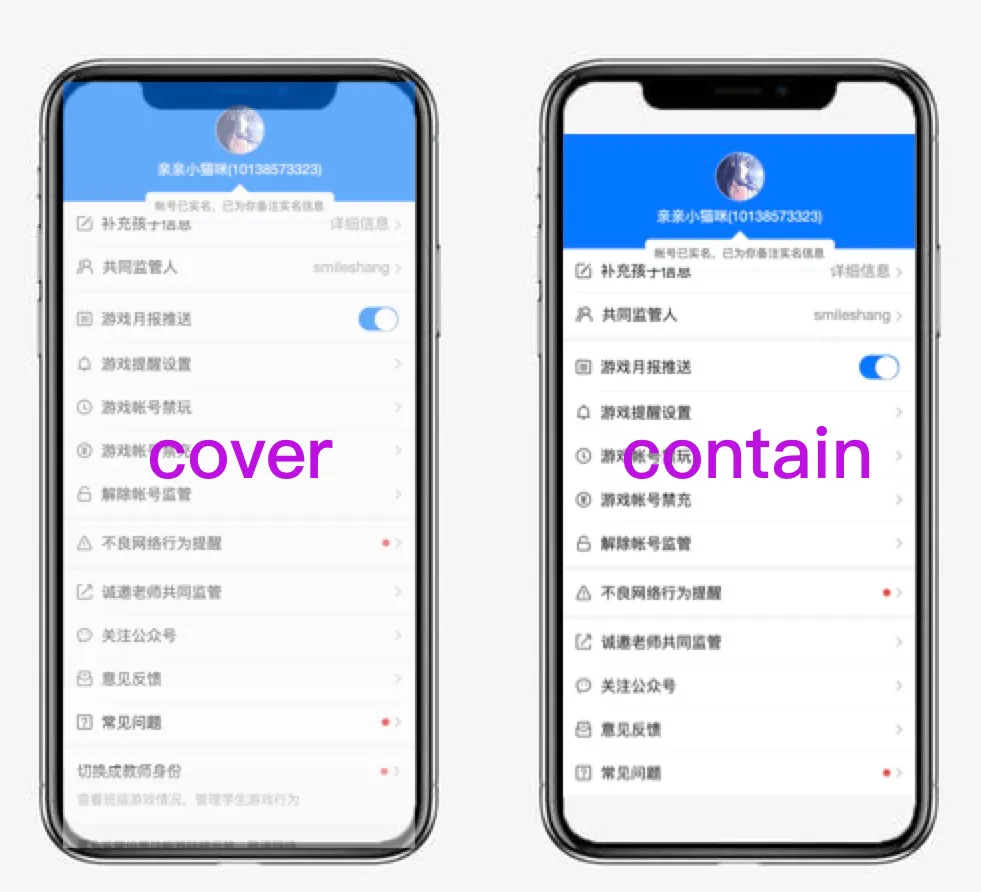 亲亲小猫咪(10138573323)
帐号已实名，已为你备注实名信息
补充孩子信息 详细信息
共同监管人 smileshang
游戏月报推送
游戏提醒设置
游戏帐号禁玩
游戏帐号禁充
cover
解除帐号监管
不良网络行为提醒
诚邀老师共同监管
关注公众号
意见反馈
常见问题
切换成教师身份
查看班级游戏情况，管理学生游戏行为
亲亲小猫咪(10138573323)
帐号已实名，已为你备注实名信息
补充孩子信息 详细信息
共同监管人 smileshang
游戏月报推送
游戏提醒设置
游戏帐号禁玩
contain
游戏帐号禁充
解除帐号监管
不良网络行为提醒
诚邀老师共同监管
关注公众号
意见反馈
常见问题